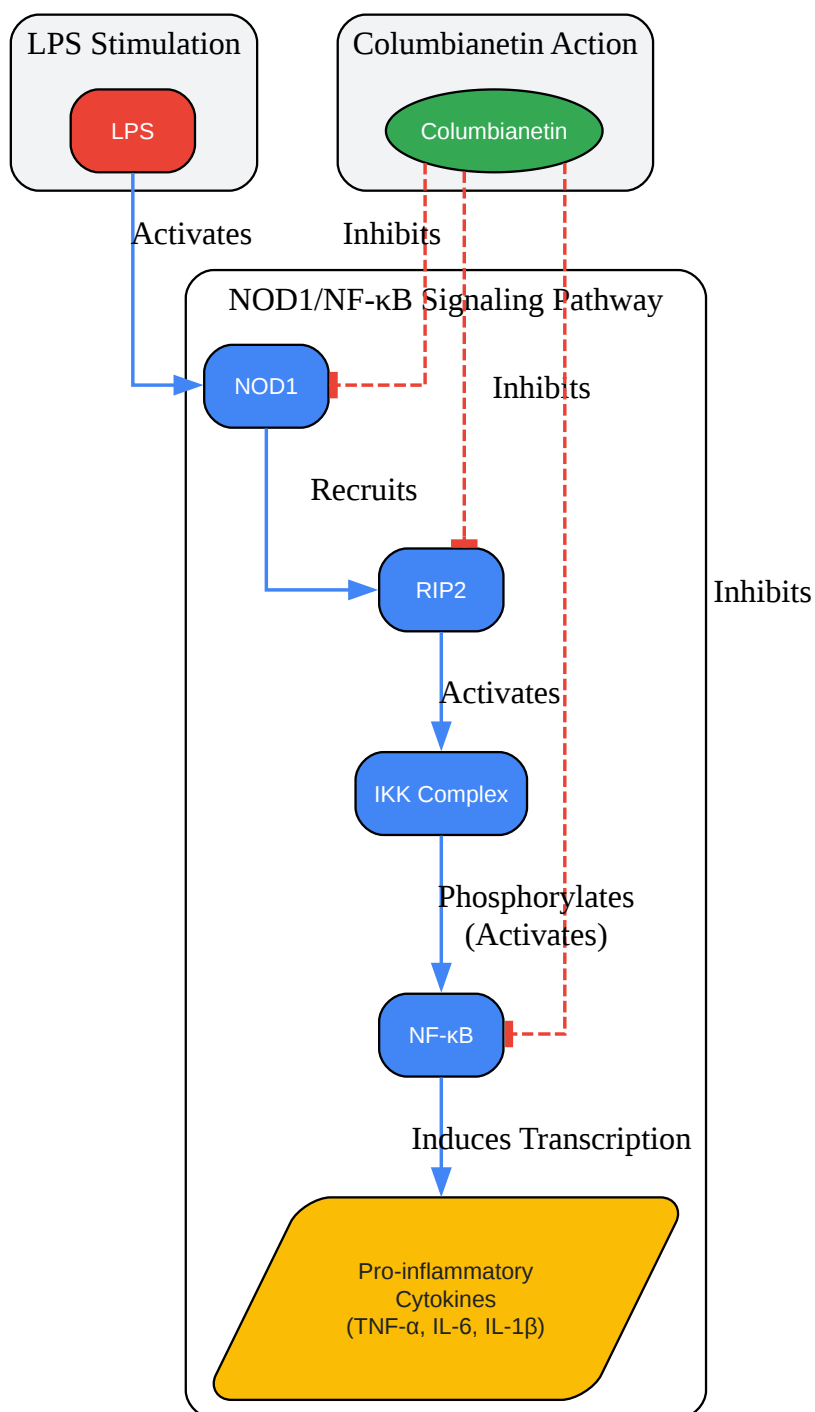 LPS Stimulation
Columbianetin Action
LPS
Columbianetin
Activates
Inhibits
NOD1/NF-κB Signaling Pathway
NOD1
Inhibits
Recruits
RIP2
Inhibits
Activates
IKK Complex
Phosphorylates
(Activates)
NF-κB
Induces Transcription
Pro-inflammatory
Cytokines
(TNF-α, IL-6, IL-1β)